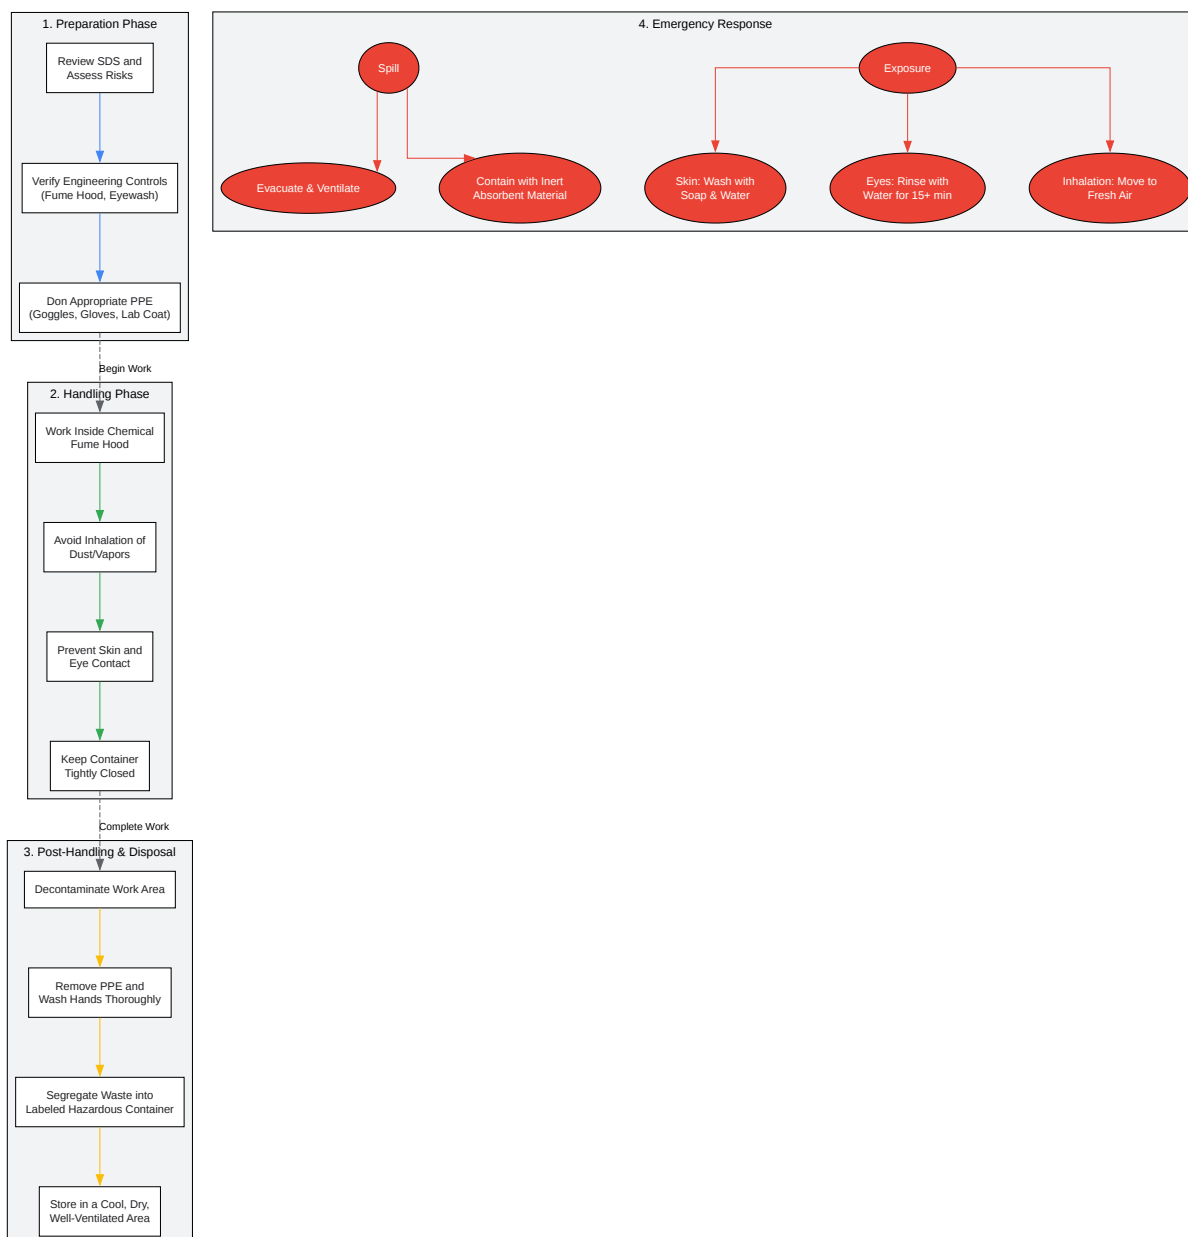 1. Preparation Phase
Review SDS and
Assess Risks
Verify Engineering Controls
(Fume Hood, Eyewash)
Don Appropriate PPE
(Goggles, Gloves, Lab Coat)
Begin Work
2. Handling Phase
Work Inside Chemical
Fume Hood
Avoid Inhalation of
Dust/Vapors
Prevent Skin and
Eye Contact
Keep Container
Tightly Closed
Complete Work
3. Post-Handling & Disposal
Decontaminate Work Area
Remove PPE and
Wash Hands Thoroughly
Segregate Waste into
Labeled Hazardous Container
Store in a Cool, Dry,
Well-Ventilated Area
4. Emergency Response
Spill
Evacuate & Ventilate
Contain with Inert
Absorbent Material
Exposure
Skin: Wash with
Soap & Water
Eyes: Rinse with
Water for 15+ min
Inhalation: Move to
Fresh Air